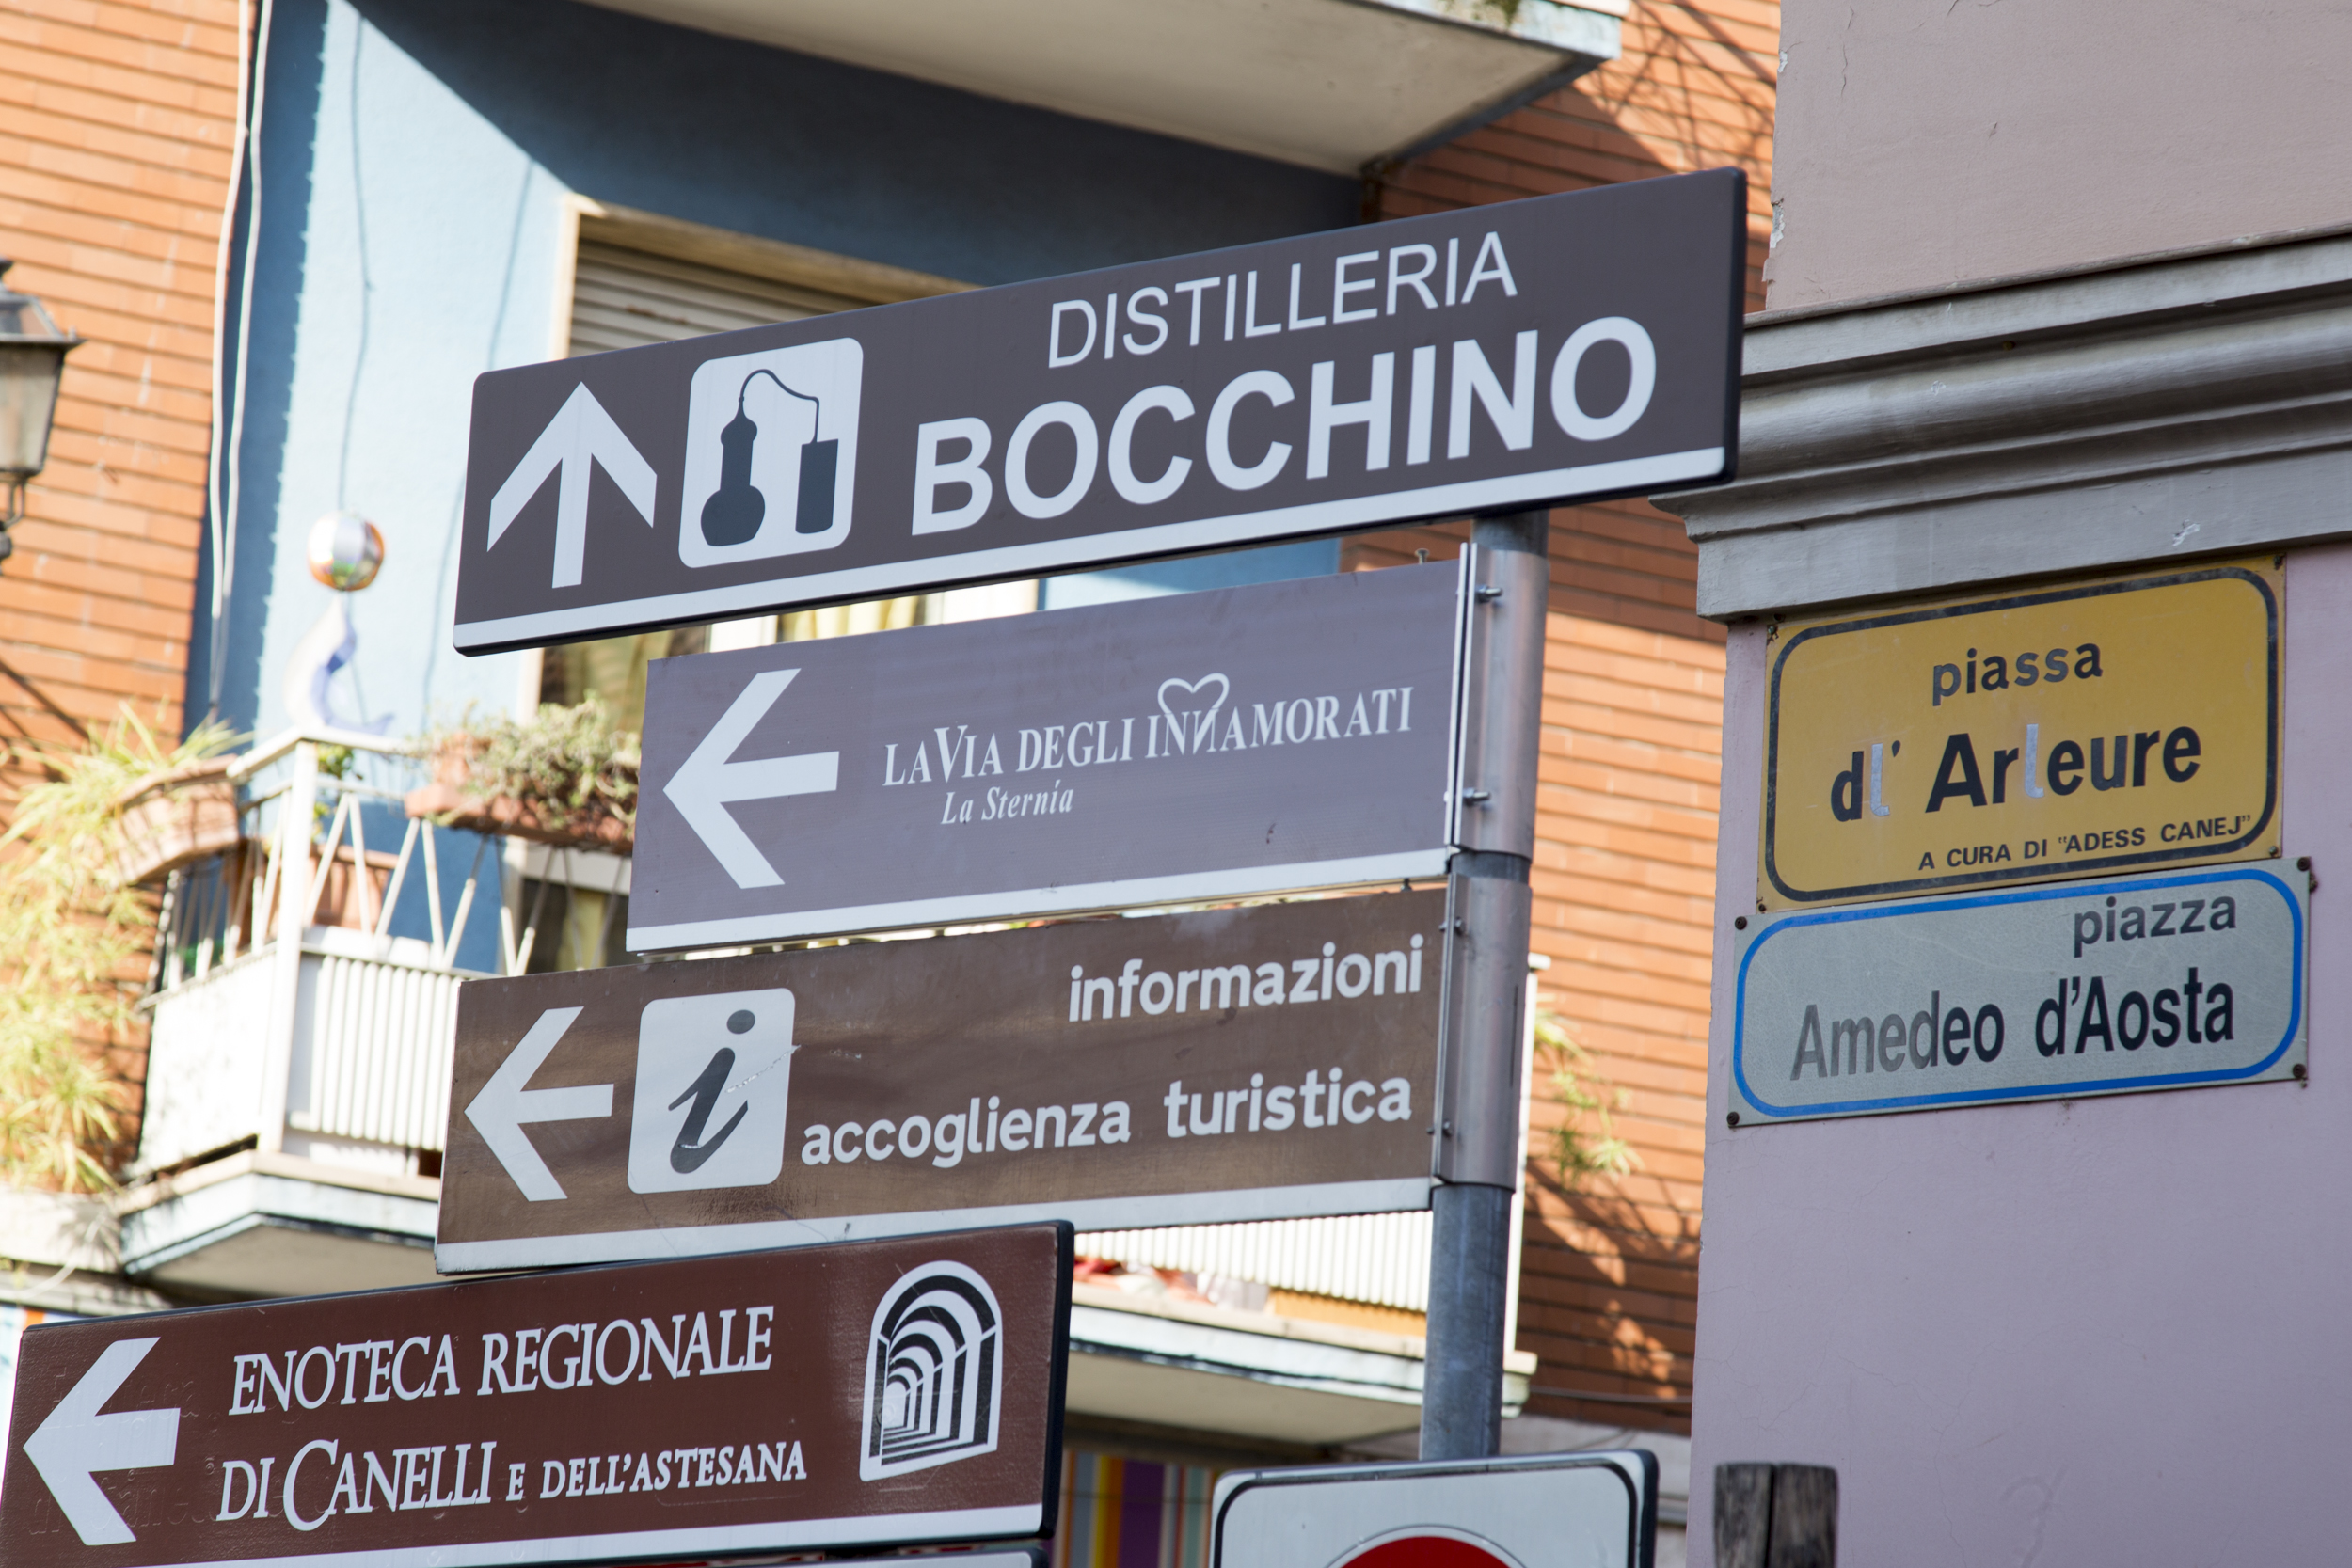 DISTILLERIA
BOCCHINO
LA VIA DEGLI INNAMORATI
La Sternia
informazioni
accoglienza turistica
ENOTECA REGIONALE
DI CANELLI E DELL'ASTESANA
piassa
dl' Arleure
A CURA DI "ADESS CANEJ"
piazza
Amedeo d'Aosta